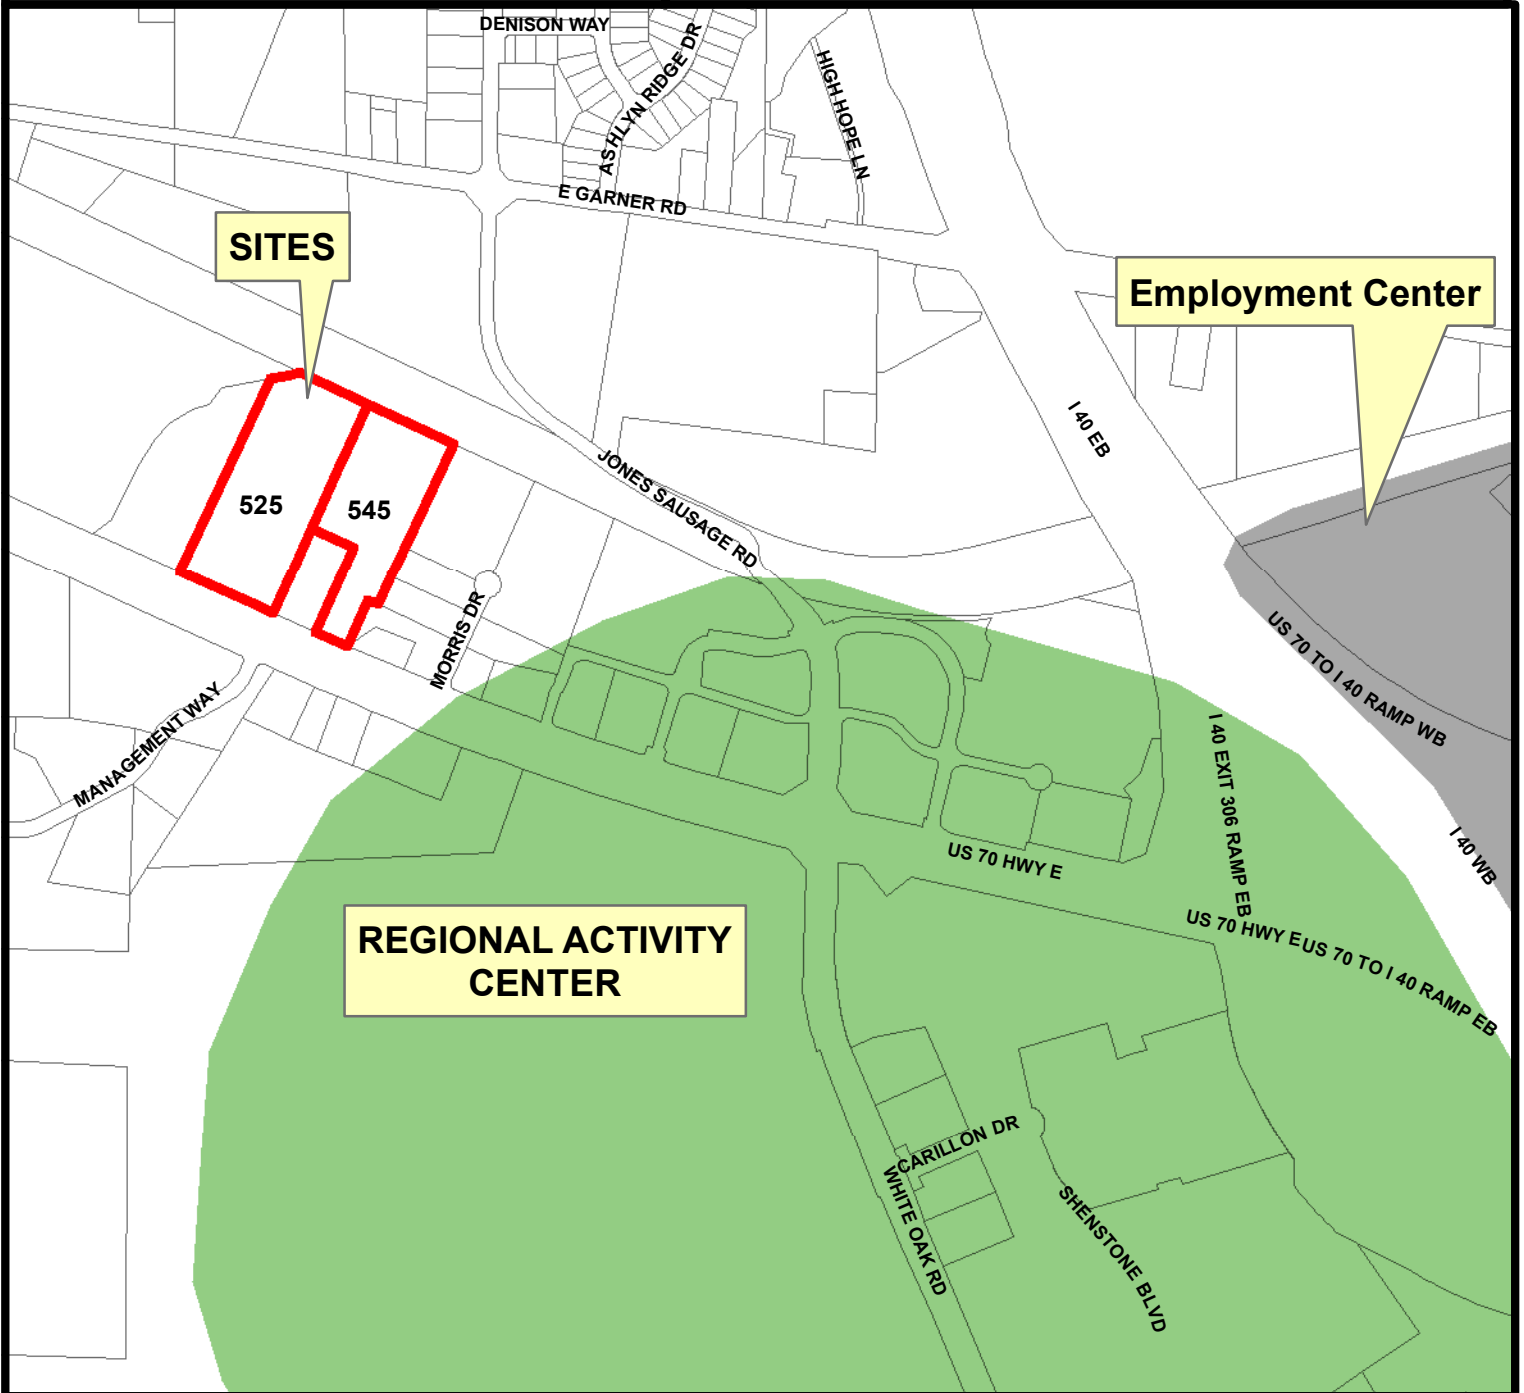 DENISON WAY
ASHLYN RIDGE DR
HIGH HOPE LN
E GARNER RD
SITES
Employment Center
I 40 EB
525
545
JONES SAUSAGE RD
MORRIS DR
US 70 TO I 40 RAMP WB
MANAGEMENT WAY
I 40 EXIT 306 RAMP EB
I 40 WB
US 70 HWY E
US 70 HWY E
US 70 TO I 40 RAMP EB
REGIONAL ACTIVITY
CENTER
CARILLON DR
WHITE OAK RD
SHENSTONE BLVD